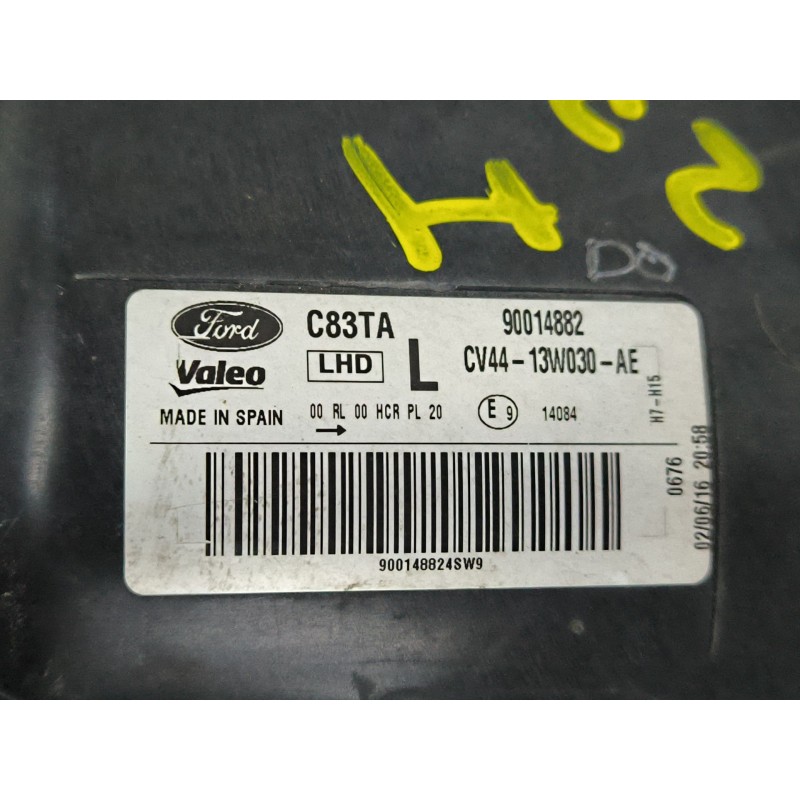 DO
Ford C83TA 90014882
Valeo LHD L CV44-13W030-AE
MADE IN SPAIN 00 RL 00 HCR PL 20 E 9 14084
H7-H15
0676
02/06/16 20:58
900148824SW9